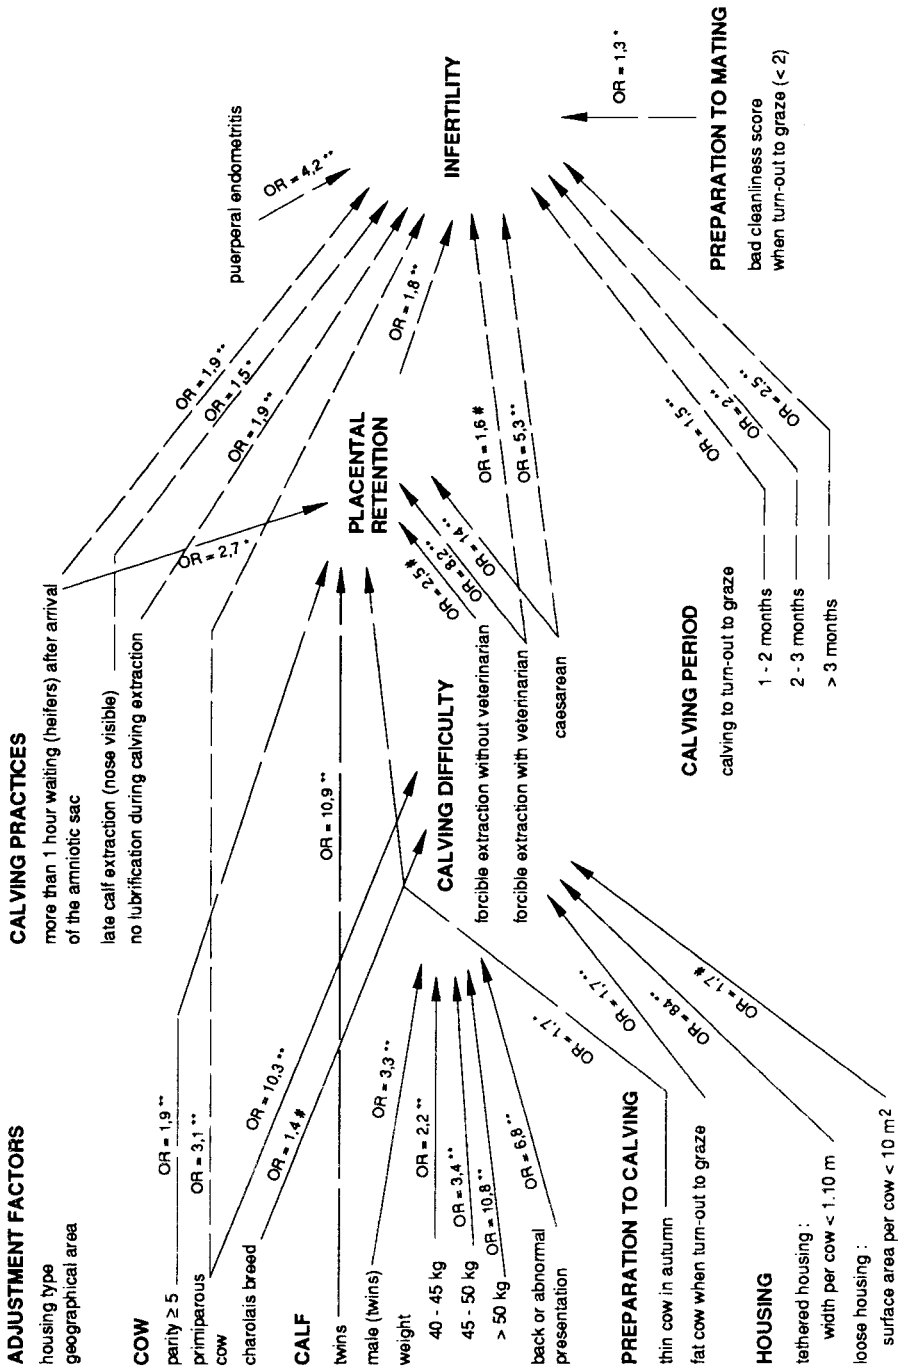 ADJUSTMENT FACTORS
housing type
geographical area
COW
parity ≥ 5
OR = 1,9 **
primiparous
cow
OR = 3,1 **
OR = 10,3 **
charolais breed
OR = 1,4 #
CALF
twins
OR = 10,9 **
male (twins)
OR = 3,3 **
weight
40 - 45 kg
OR = 2,2 **
45 - 50 kg
OR = 3,4 **
> 50 kg
OR = 10,8 **
back or abnormal
presentation
OR = 6,8 **
PREPARATION TO CALVING
thin cow in autumn
OR = 1,7 *
fat cow when turn-out to graze
OR = 1,7 **
HOUSING
tethered housing :
width per cow < 1.10 m
OR = 84 **
loose housing :
surface area per cow < 10 m²
OR = 1,7 #
CALVING PRACTICES
more than 1 hour waiting (heifers) after arrival
of the amniotic sac
OR = 1,9 **
OR = 2,7 *
late calf extraction (nose visible)
OR = 1,5 *
no lubrification during calving extraction
OR = 1,9 **
CALVING DIFFICULTY
forcible extraction without veterinarian
OR = 2,5 #
forcible extraction with veterinarian
OR = 8,2 **
OR = 1,6 #
caesarean
OR = 14 **
OR = 5,3 **
CALVING PERIOD
calving to turn-out to graze
1 - 2 months
OR = 1,5 **
2 - 3 months
OR = 2 **
> 3 months
OR = 2,5 **
PLACENTAL
RETENTION
OR = 1,8 **
puerperal endometritis
OR = 4,2 **
INFERTILITY
OR = 1,3 *
PREPARATION TO MATING
bad cleanliness score
when turn-out to graze (< 2)